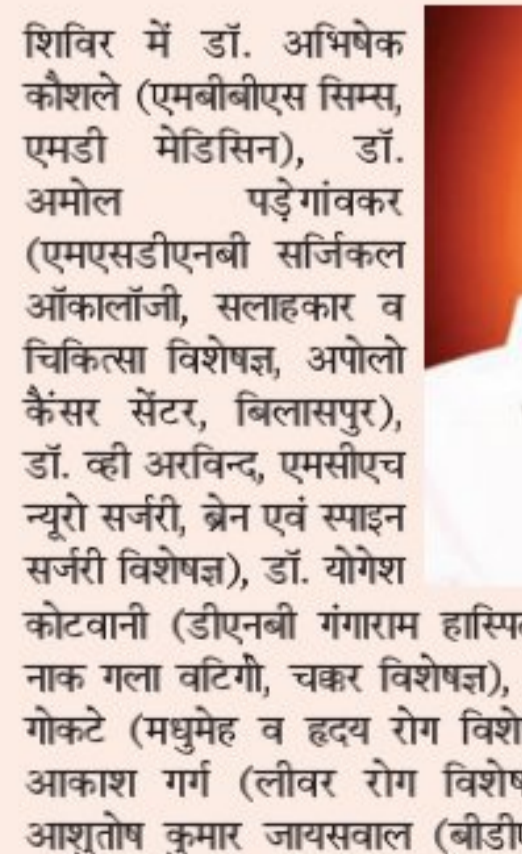 शिविर में डॉ. अभिषेक
कौशले (एमबीबीएस सिम्स,
एमडी मेडिसिन), डॉ.
अमोल पड़ेगांवकर
(एमएसडीएनबी सर्जिकल
ऑकालॉजी, सलाहकार व
चिकित्सा विशेषज्ञ, अपोलो
कैंसर सेंटर, बिलासपुर),
डॉ. व्ही अरविन्द, एमसीएच
न्यूरो सर्जरी, ब्रेन एवं स्पाइन
सर्जरी विशेषज्ञ), डॉ. योगेश
कोटवानी (डीएनबी गंगाराम
नाक गला वटिगो, चक्कर विशेषज्ञ),
गोकटे (मधुमेह व हृदय रोग
आकाश गर्ग (लीवर रोग
आशुतोष कुमार जायसवाल